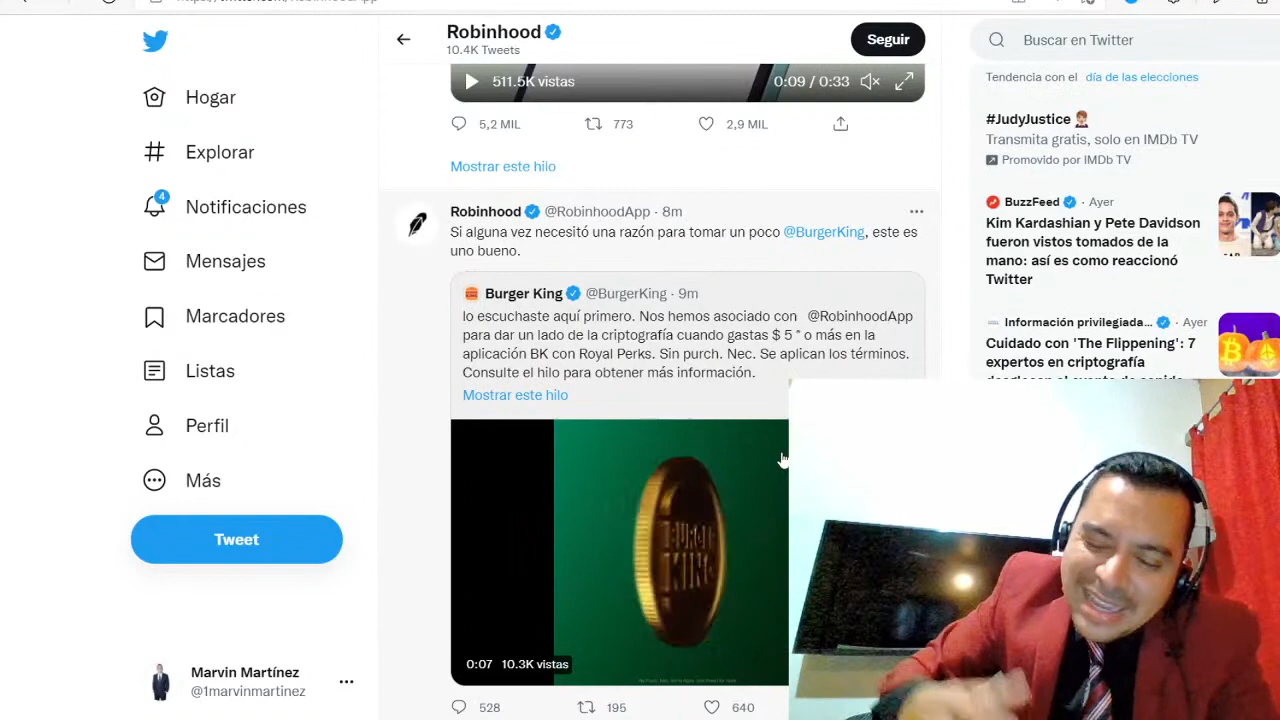 Robinhood
10.4K Tweets
Seguir
Buscar en Twitter
511.5K vistas
0:09 / 0:33
5,2 MIL
773
2,9 MIL
Mostrar este hilo
Hogar
Explorar
4
Notificaciones
Mensajes
Marcadores
Listas
Perfil
Más
Tweet
Marvin Martínez
@1marvinmartinez
Robinhood @RobinhoodApp · 8m
Si alguna vez necesitó una razón para tomar un poco @BurgerKing, este es
uno bueno.
Burger King @BurgerKing · 9m
lo escuchaste aquí primero. Nos hemos asociado con @RobinhoodApp
para dar un lado de la criptografía cuando gastas $ 5 * o más en la
aplicación BK con Royal Perks. Sin purch. Nec. Se aplican los términos.
Consulte el hilo para obtener más información.
Mostrar este hilo
BURGER
KING
0:07 10.3K vistas
528
195
640
Tendencia con el día de las elecciones
#JudyJustice
Transmita gratis, solo en IMDb TV
Promovido por IMDb TV
BuzzFeed · Ayer
Kim Kardashian y Pete Davidson
fueron vistos tomados de la
mano: así es como reaccionó
Twitter
Información privilegiada... · Ayer
Cuidado con 'The Flippening': 7
expertos en criptografía